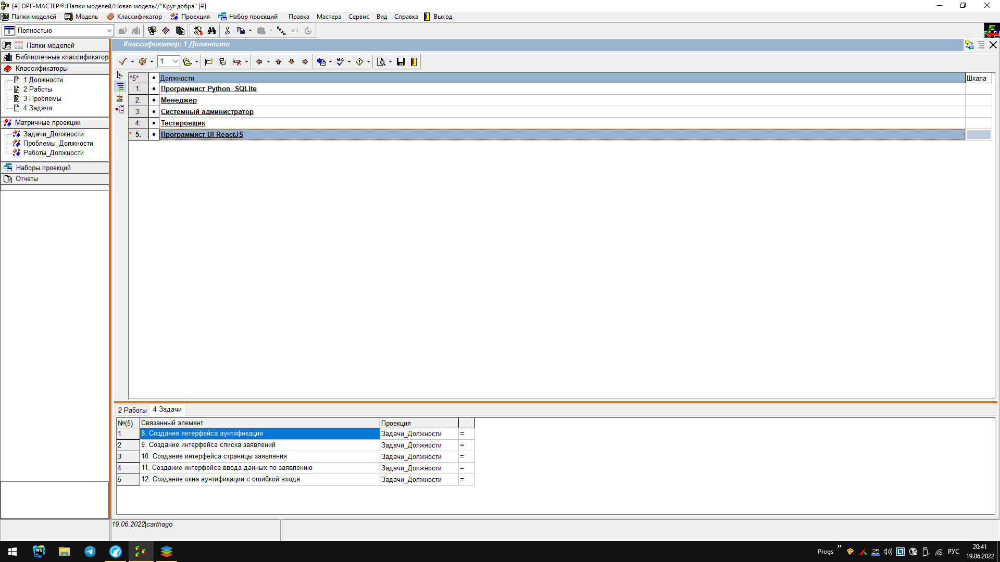 [#] ОРГ-МАСТЕР®:Папки моделей/Новая модель//"Круг добра" [#]
Папки моделей Модель Классификатор Проекция Набор проекций Правка Мастера Сервис Вид Справка Выход
Полностью
Папки моделей
Библиотечные классификатор
Классификаторы
1 Должности
2 Работы
3 Проблемы
4 Задачи
Матричные проекции
Задачи_Должности
Проблемы_Должности
Работы_Должности
Наборы проекций
Отчеты
Классификатор: 1 Должности
1
*5* Должности Шкала
1. Программист Python_SQLite
2. Менеджер
3. Системный администратор
4. Тестировщик
* 5. Программист UI ReactJS
2 Работы 4 Задачи
№(5) Связанный элемент Проекция
1 8. Создание интерфейса аунтификации Задачи_Должности =
2 9. Создание интерфейса списка заявлений Задачи_Должности =
3 10. Создание интерфейса страницы заявления Задачи_Должности =
4 11. Создание интерфейса ввода данных по заявлению Задачи_Должности =
5 12. Создание окна аунтификации с ошибкой входа Задачи_Должности =
19.06.2022|carthago
WS
Progs » 25 РУС 20:41
19.06.2022